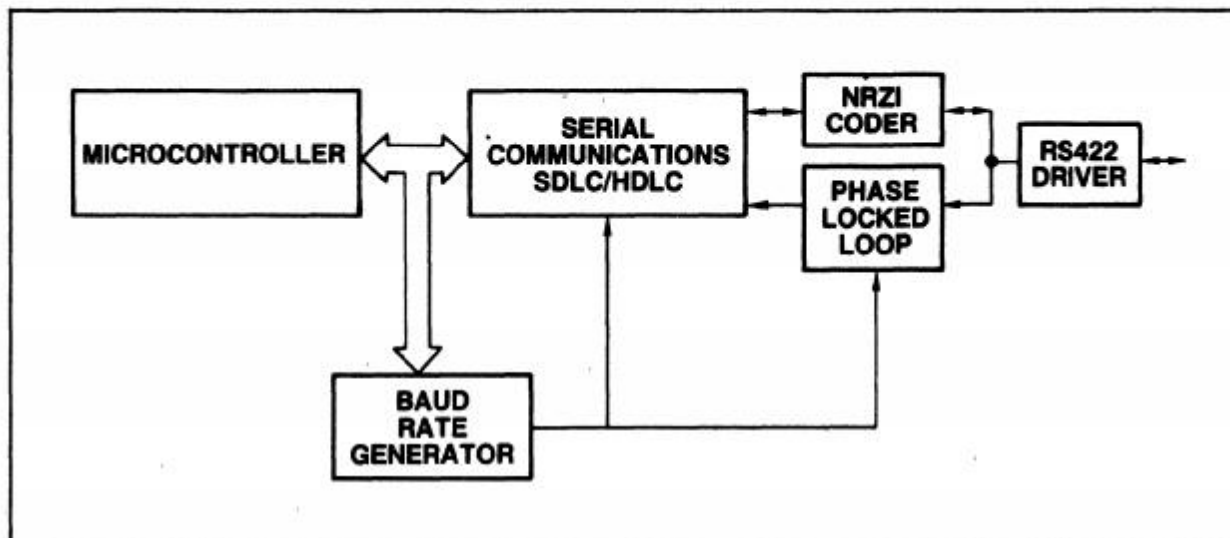 MICROCONTROLLER
SERIAL
COMMUNICATIONS
SDLC/HDLC
NRZI
CODER
RS422
DRIVER
PHASE
LOCKED
LOOP
BAUD
RATE
GENERATOR